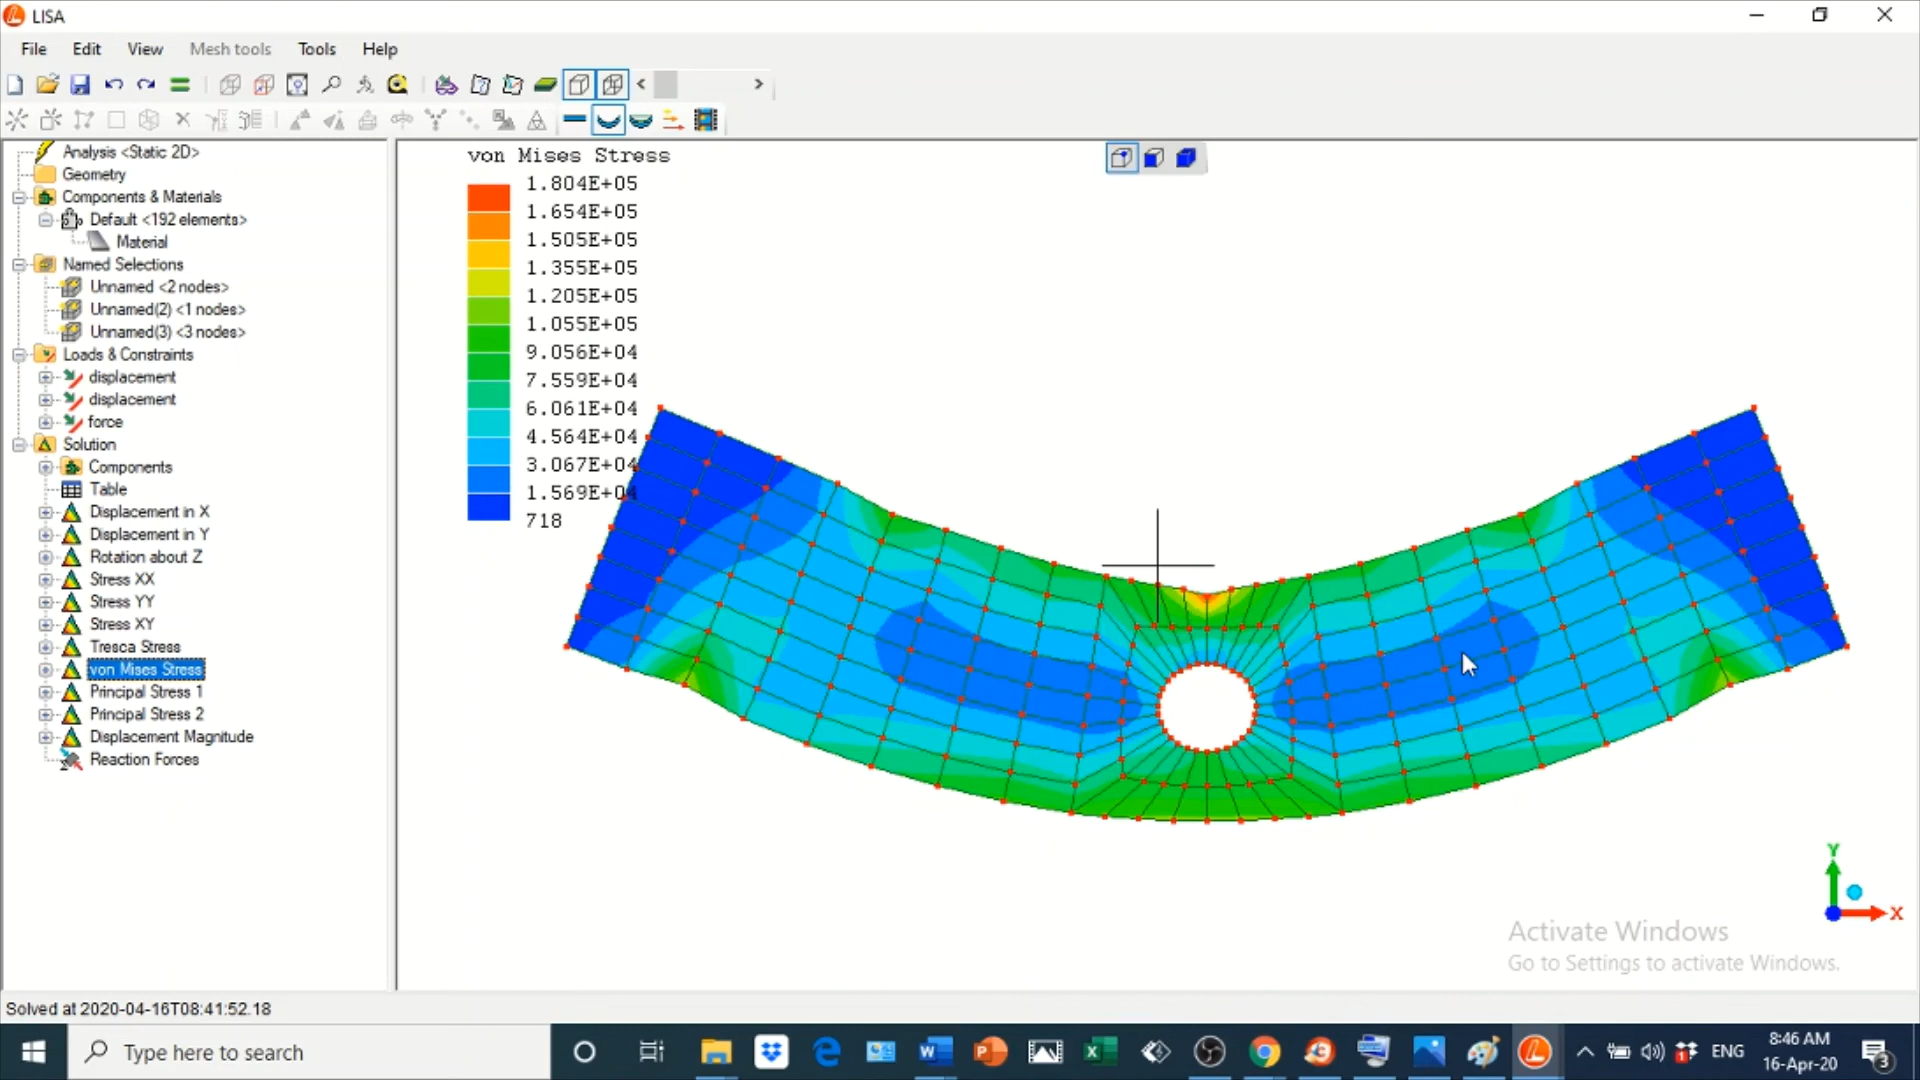 LISA
File Edit View Mesh tools Tools Help
Analysis <Static 2D>
Geometry
Components & Materials
Default <192 elements>
Material
Named Selections
Unnamed <2 nodes>
Unnamed(2) <1 nodes>
Unnamed(3) <3 nodes>
Loads & Constraints
displacement
displacement
force
Solution
Components
Table
Displacement in X
Displacement in Y
Rotation about Z
Stress XX
Stress YY
Stress XY
Tresca Stress
von Mises Stress
Principal Stress 1
Principal Stress 2
Displacement Magnitude
Reaction Forces
von Mises Stress
1.804E+05
1.654E+05
1.505E+05
1.355E+05
1.205E+05
1.055E+05
9.056E+04
7.559E+04
6.061E+04
4.564E+04
3.067E+04
1.569E+04
718
Y
X
Activate Windows
Go to Settings to activate Windows.
Solved at 2020-04-16T08:41:52.18
Type here to search
ENG
8:46 AM
16-Apr-20
3